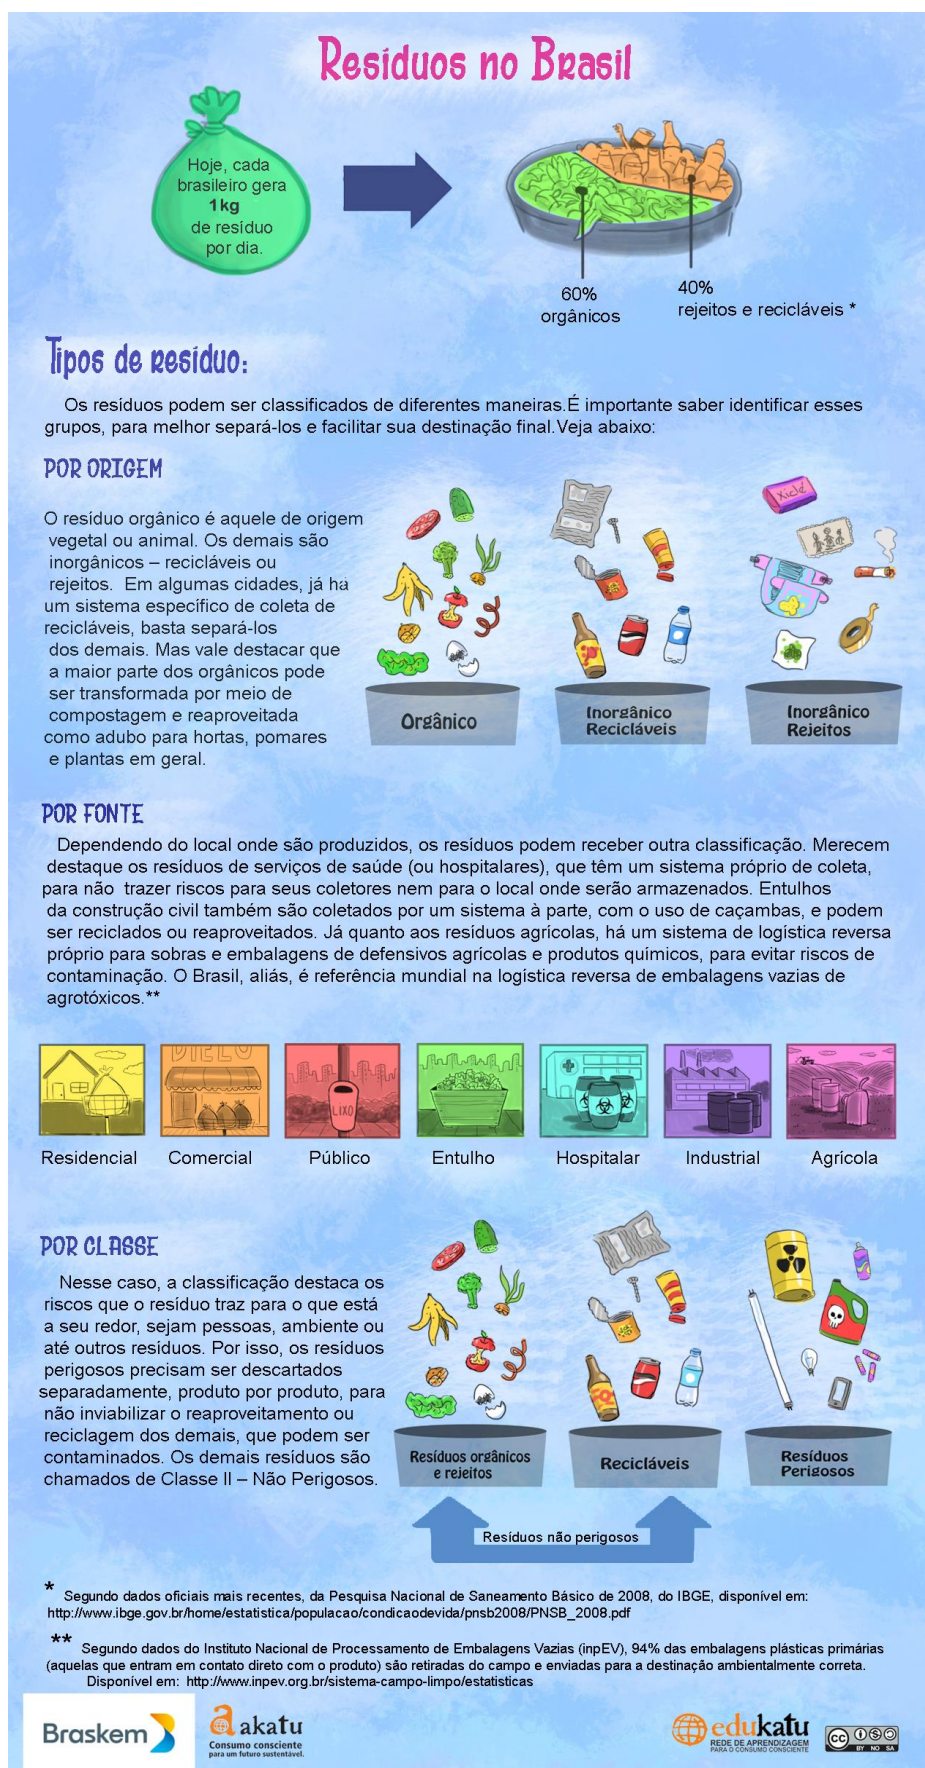 Resíduos no Brasil
Hoje, cada
brasileiro gera
1kg
de resíduo
por dia.
60%
orgânicos
40%
rejeitos e recicláveis *
Tipos de resíduo:
Os resíduos podem ser classificados de diferentes maneiras.É importante saber identificar esses
grupos, para melhor separá-los e facilitar sua destinação final.Veja abaixo:
POR ORIGEM
O resíduo orgânico é aquele de origem
vegetal ou animal. Os demais são
inorgânicos – recicláveis ou
rejeitos. Em algumas cidades, já há
um sistema específico de coleta de
recicláveis, basta separá-los
dos demais. Mas vale destacar que
a maior parte dos orgânicos pode
ser transformada por meio de
compostagem e reaproveitada
como adubo para hortas, pomares
e plantas em geral.
Xiclé
Orgânico
Inorgânico
Recicláveis
Inorgânico
Rejeitos
POR FONTE
Dependendo do local onde são produzidos, os resíduos podem receber outra classificação. Merecem
destaque os resíduos de serviços de saúde (ou hospitalares), que têm um sistema próprio de coleta,
para não trazer riscos para seus coletores nem para o local onde serão armazenados. Entulhos
da construção civil também são coletados por um sistema à parte, com o uso de caçambas, e podem
ser reciclados ou reaproveitados. Já quanto aos resíduos agrícolas, há um sistema de logística reversa
próprio para sobras e embalagens de defensivos agrícolas e produtos químicos, para evitar riscos de
contaminação. O Brasil, aliás, é referência mundial na logística reversa de embalagens vazias de
agrotóxicos.**
LIXO
Residencial
Comercial
Público
Entulho
Hospitalar
Industrial
Agrícola
POR CLASSE
Nesse caso, a classificação destaca os
riscos que o resíduo traz para o que está
a seu redor, sejam pessoas, ambiente ou
até outros resíduos. Por isso, os resíduos
perigosos precisam ser descartados
separadamente, produto por produto, para
não inviabilizar o reaproveitamento ou
reciclagem dos demais, que podem ser
contaminados. Os demais resíduos são
chamados de Classe II – Não Perigosos.
Resíduos orgânicos
e rejeitos
Recicláveis
Resíduos
Perigosos
Resíduos não perigosos
* Segundo dados oficiais mais recentes, da Pesquisa Nacional de Saneamento Básico de 2008, do IBGE, disponível em:
http://www.ibge.gov.br/home/estatistica/populacao/condicaodevida/pnsb2008/PNSB_2008.pdf
** Segundo dados do Instituto Nacional de Processamento de Embalagens Vazias (inpEV), 94% das embalagens plásticas primárias
(aquelas que entram em contato direto com o produto) são retiradas do campo e enviadas para a destinação ambientalmente correta.
Disponível em: http://www.inpev.org.br/sistema-campo-limpo/estatisticas
Braskem
akatu
Consumo consciente
para um futuro sustentável.
edukatu
REDE DE APRENDIZAGEM
PARA O CONSUMO CONSCIENTE
cc
BY NC SA